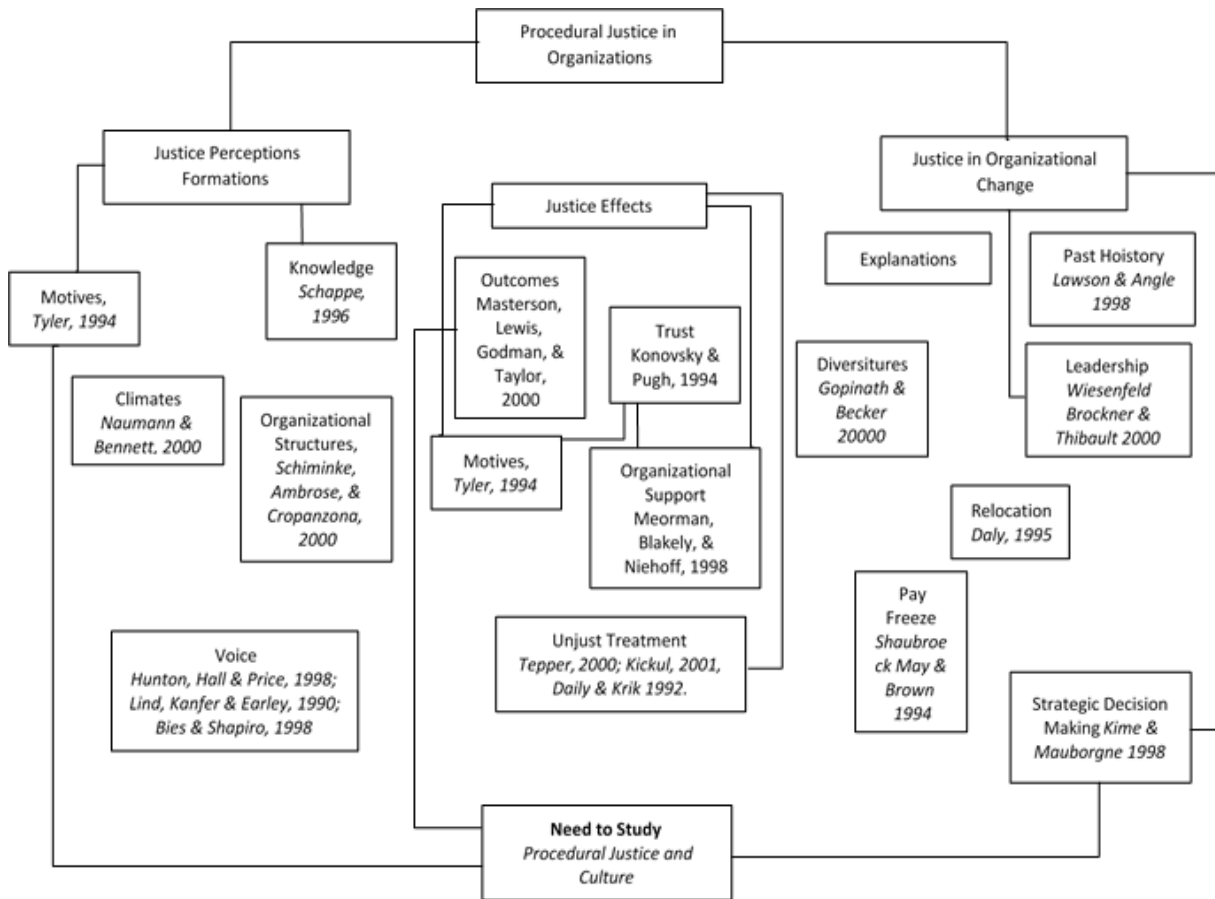 Procedural Justice in
Organizations
Justice Perceptions
Formations
Justice in Organizational
Change
Justice Effects
Knowledge
Schappe,
1996
Motives,
Tyler, 1994
Climates
Naumann &
Bennett, 2000
Organizational
Structures,
Schiminke,
Ambrose, &
Cropanzona,
2000
Voice
Hunton, Hall & Price, 1998;
Lind, Kanfer & Earley, 1990;
Bies & Shapiro, 1998
Outcomes
Masterson,
Lewis,
Godman, &
Taylor,
2000
Trust
Konovsky &
Pugh, 1994
Motives,
Tyler, 1994
Organizational
Support
Meorman,
Blakely, &
Niehoff, 1998
Unjust Treatment
Tepper, 2000; Kickul, 2001,
Daily & Krik 1992.
Explanations
Past Hoistory
Lawson & Angle
1998
Diversitures
Gopinath &
Becker
20000
Leadership
Wiesenfeld
Brockner &
Thibault 2000
Relocation
Daly, 1995
Pay
Freeze
Shaubroe
ck May &
Brown
1994
Strategic Decision
Making Kime &
Mauborgne 1998
Need to Study
Procedural Justice and
Culture